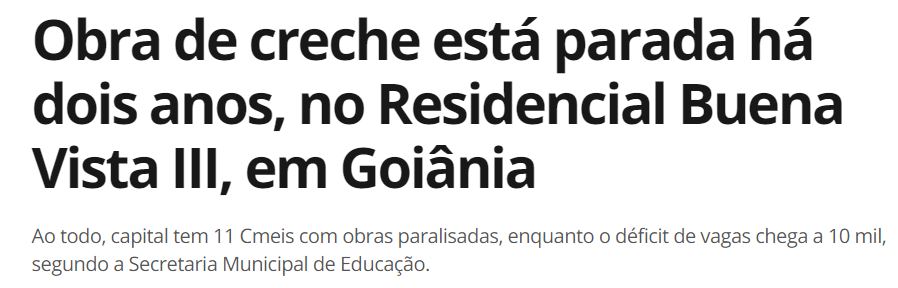 Obra de creche está parada há
dois anos, no Residencial Buena
Vista III, em Goiânia
Ao todo, capital tem 11 Cmeis com obras paralisadas, enquanto o déficit de vagas chega a 10 mil,
segundo a Secretaria Municipal de Educação.